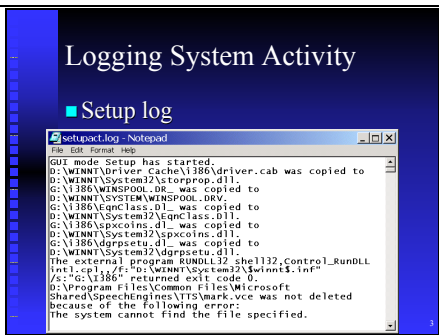 Logging System Activity
Setup log
setupact.log - Notepad
File Edit Format Help
GUI mode Setup has started.
D:\WINNT\Driver Cache\i386\driver.cab was copied to
D:\WINNT\System32\storprop.dll.
G:\i386\WINSPOOL.DR_ was copied to
D:\WINNT\SYSTEM\WINSPOOL.DRV.
G:\i386\EqnClass.Dl_ was copied to
D:\WINNT\System32\EqnClass.Dll.
G:\i386\spxcoins.dl_ was copied to
D:\WINNT\System32\spxcoins.dll.
G:\i386\dgrpsetu.dl_ was copied to
D:\WINNT\System32\dgrpsetu.dll.
The external program RUNDLL32 shell32,Control_RunDLL
intl.cpl,,/f:"D:\WINNT\System32\$winnt$.inf"
/s:"G:\I386" returned exit code 0.
D:\Program Files\Common Files\Microsoft
Shared\SpeechEngines\TTS\mark.vce was not deleted
because of the following error:
The system cannot find the file specified.
3